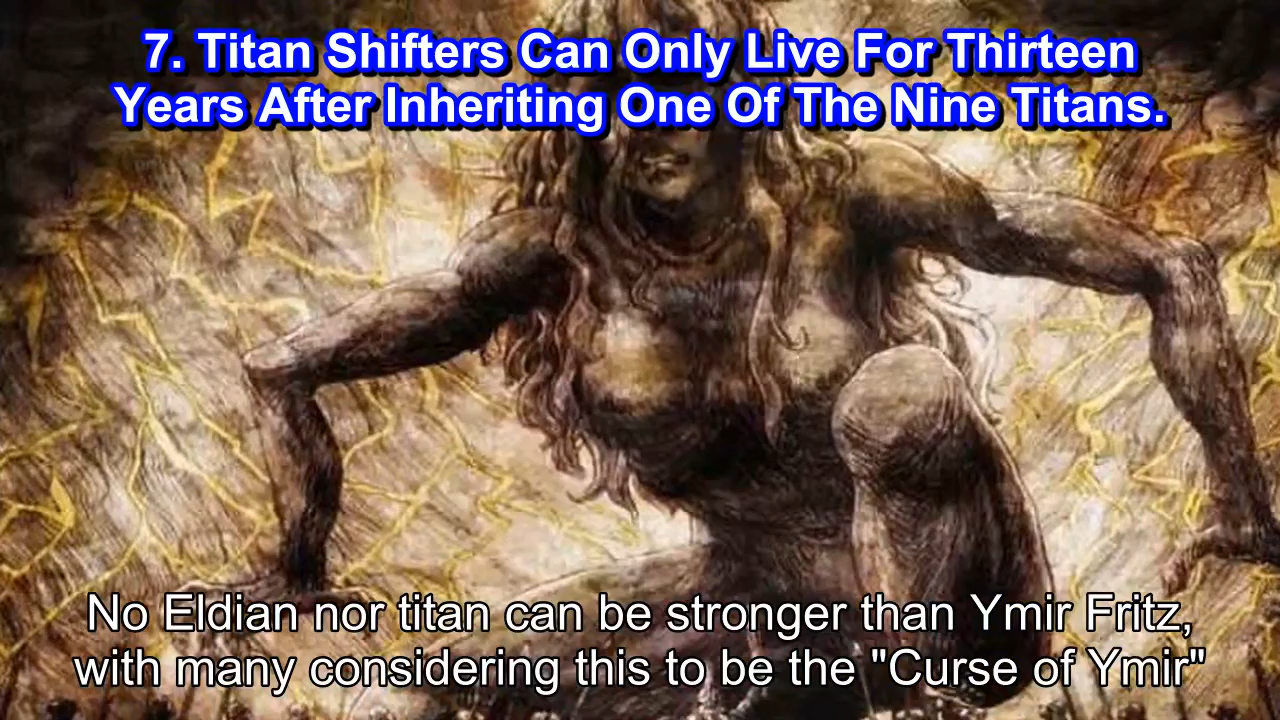 7. Titan Shifters Can Only Live For Thirteen
Years After Inheriting One Of The Nine Titans.
No Eldian nor titan can be stronger than Ymir Fritz,
with many considering this to be the "Curse of Ymir"